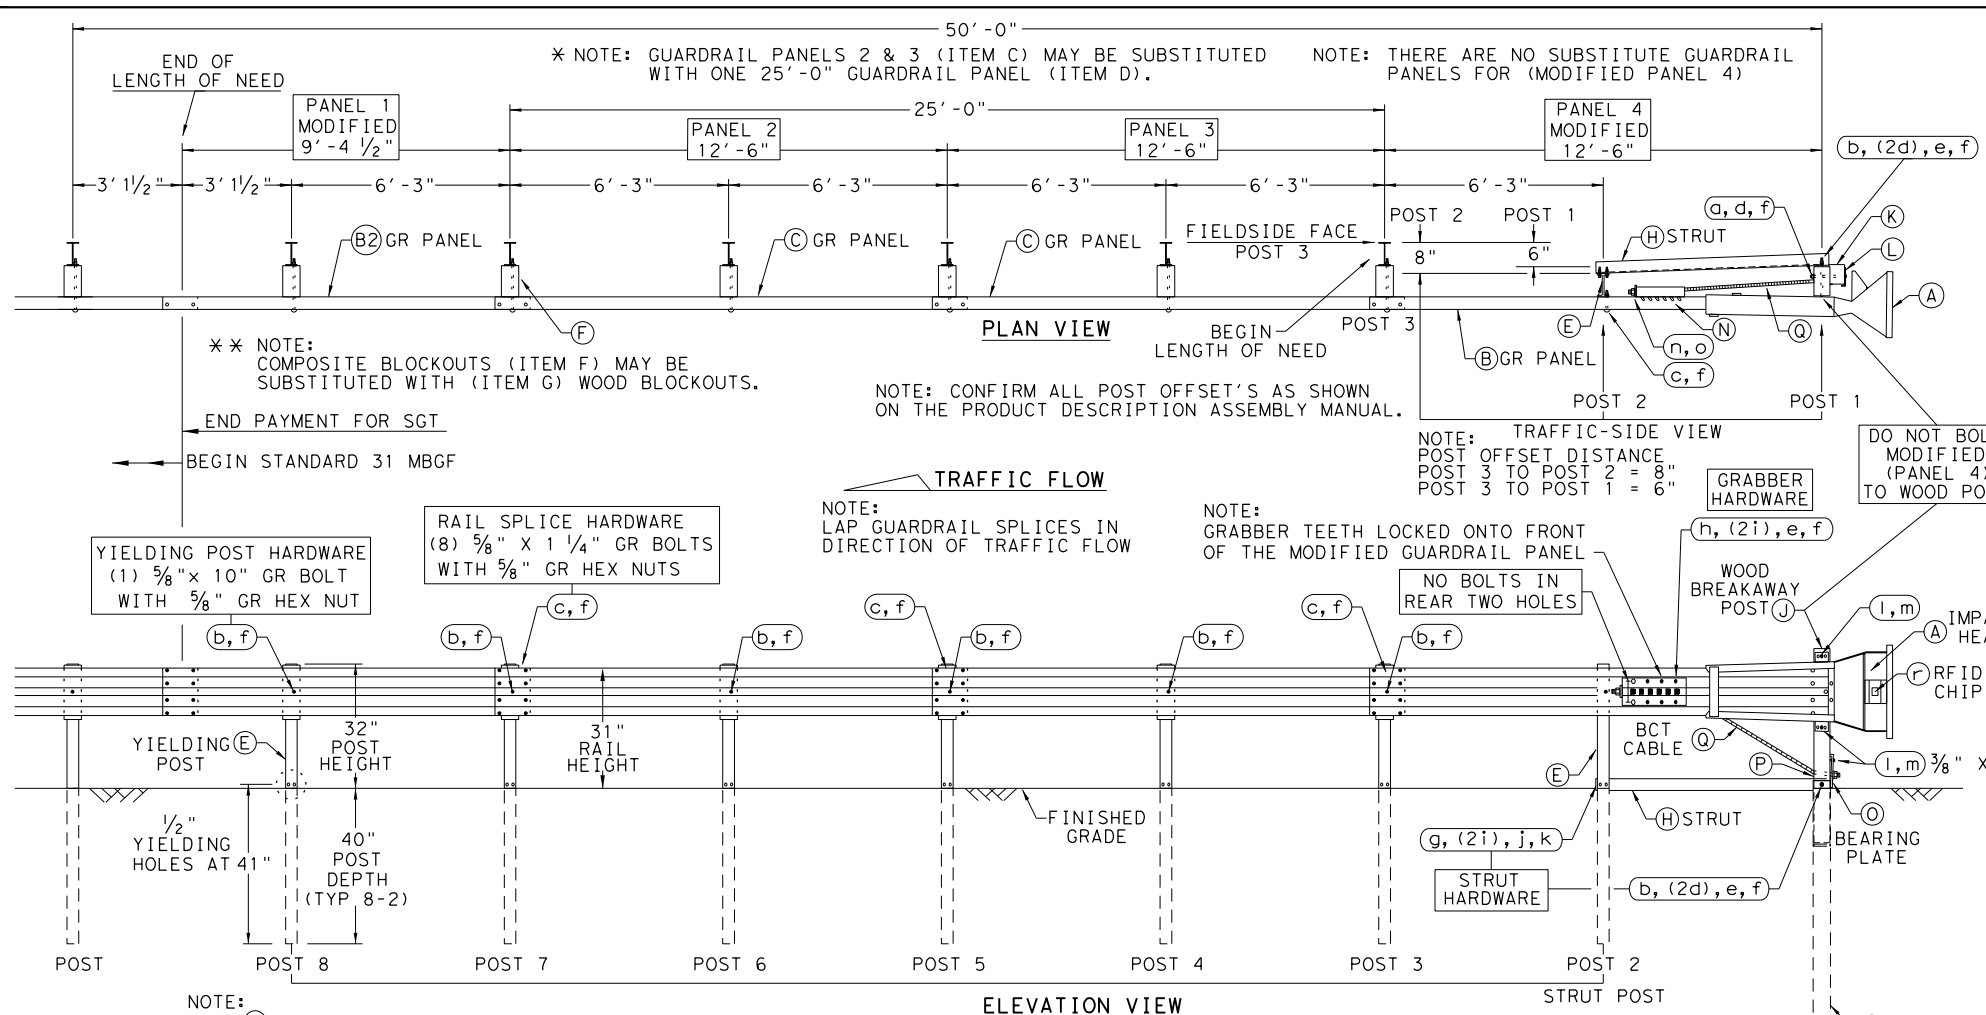 50'-0"
* NOTE: GUARDRAIL PANELS 2 & 3 (ITEM C) MAY BE SUBSTITUTED
WITH ONE 25'-0" GUARDRAIL PANEL (ITEM D).
NOTE: THERE ARE NO SUBSTITUTE GUARDRAIL
PANELS FOR (MODIFIED PANEL 4)
END OF
LENGTH OF NEED
PANEL 1
MODIFIED
9'-4 1/2"
25'-0"
PANEL 2
12'-6"
PANEL 3
12'-6"
PANEL 4
MODIFIED
12'-6"
b, (2d), e, f
3' 1 1/2"
3' 1 1/2"
6'-3"
6'-3"
6'-3"
6'-3"
6'-3"
6'-3"
POST 2
POST 1
a, d, f
K
B2 GR PANEL
C GR PANEL
C GR PANEL
FIELDSIDE FACE
POST 3
8"
6"
H STRUT
L
A
F
PLAN VIEW
BEGIN
LENGTH OF NEED
POST 3
E
N
Q
n, o
B GR PANEL
c, f
** NOTE:
COMPOSITE BLOCKOUTS (ITEM F) MAY BE
SUBSTITUTED WITH (ITEM G) WOOD BLOCKOUTS.
NOTE: CONFIRM ALL POST OFFSET'S AS SHOWN
ON THE PRODUCT DESCRIPTION ASSEMBLY MANUAL.
POST 2
POST 1
END PAYMENT FOR SGT
BEGIN STANDARD 31 MBGF
TRAFFIC-SIDE VIEW
NOTE:
POST OFFSET DISTANCE
POST 3 TO POST 2 = 8"
POST 3 TO POST 1 = 6"
DO NOT
MODIFIED
(PANEL 4)
TO WOOD
TRAFFIC FLOW
NOTE:
LAP GUARDRAIL SPLICES IN
DIRECTION OF TRAFFIC FLOW
GRABBER
HARDWARE
NOTE:
GRABBER TEETH LOCKED ONTO FRONT
OF THE MODIFIED GUARDRAIL PANEL
h, (2i), e, f
YIELDING POST HARDWARE
(1) 5/8"x 10" GR BOLT
WITH 5/8" GR HEX NUT
RAIL SPLICE HARDWARE
(8) 5/8" X 1 1/4" GR BOLTS
WITH 5/8" GR HEX NUTS
NO BOLTS IN
REAR TWO HOLES
WOOD
BREAKAWAY
POST J
c, f
c, f
c, f
l, m
b, f
b, f
b, f
b, f
b, f
b, f
A
r RFID
CHIP
YIELDING E
POST
32"
POST
HEIGHT
31"
RAIL
HEIGHT
BCT
CABLE
Q
E
P
l, m 3/8" X
1/2"
YIELDING
HOLES AT 41"
40"
POST
DEPTH
(TYP 8-2)
FINISHED
GRADE
H STRUT
O
BEARING
PLATE
g, (2i), j, k
STRUT
HARDWARE
b, (2d), e, f
POST
POST 8
POST 7
POST 6
POST 5
POST 4
POST 3
POST 2
STRUT POST
NOTE:
ELEVATION VIEW